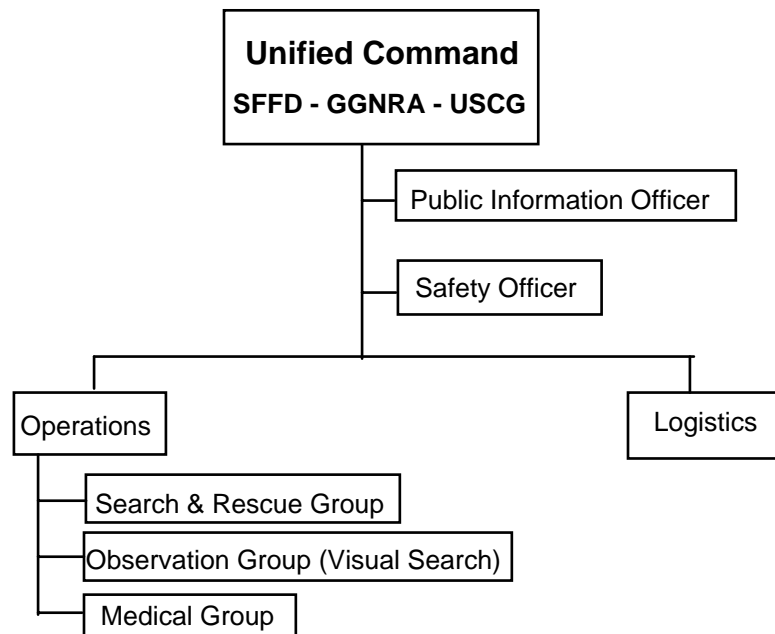 Unified Command
SFFD - GGNRA - USCG
Public Information Officer
Safety Officer
Operations
Logistics
Search & Rescue Group
Observation Group (Visual Search)
Medical Group